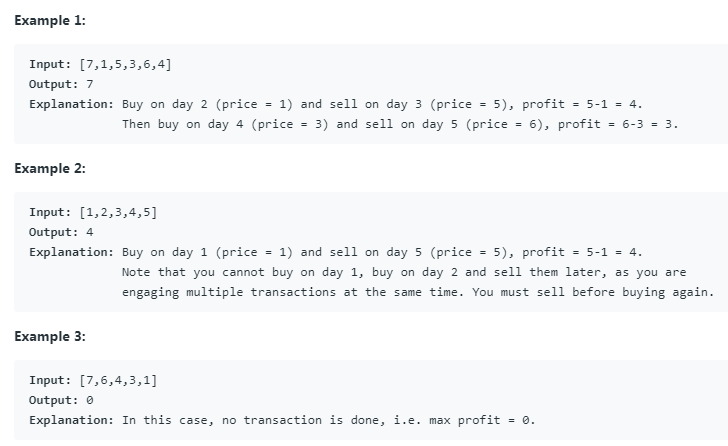 Example 1:
Input: [7,1,5,3,6,4]
Output: 7
Explanation: Buy on day 2 (price = 1) and sell on day 3 (price = 5), profit = 5-1 = 4.
Then buy on day 4 (price = 3) and sell on day 5 (price = 6), profit = 6-3 = 3.
Example 2:
Input: [1,2,3,4,5]
Output: 4
Explanation: Buy on day 1 (price = 1) and sell on day 5 (price = 5), profit = 5-1 = 4.
Note that you cannot buy on day 1, buy on day 2 and sell them later, as you are
engaging multiple transactions at the same time. You must sell before buying again.
Example 3:
Input: [7,6,4,3,1]
Output: 0
Explanation: In this case, no transaction is done, i.e. max profit = 0.